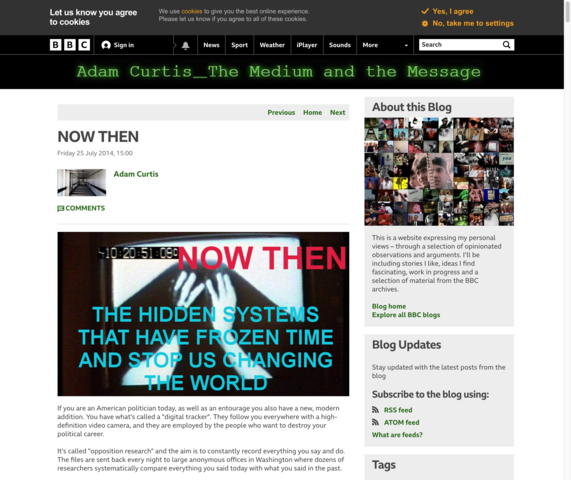 Let us know you agree
to cookies
We use cookies to give you the best online experience.
Please let us know if you agree to all of these cookies.
Yes, I agree
No, take me to settings
BBC
Sign in
News
Sport
Weather
iPlayer
Sounds
More
Search
Adam Curtis_The Medium and the Message
Previous
Home
Next
NOW THEN
Friday 25 July 2014, 15:00
Adam Curtis
COMMENTS
NOW THEN
THE HIDDEN SYSTEMS
THAT HAVE FROZEN TIME
AND STOP US CHANGING
THE WORLD
If you are an American politician today, as well as an entourage you also have a new, modern
addition. You have what's called a "digital tracker". They follow you everywhere with a high-
definition video camera, and they are employed by the people who want to destroy your
political career.
It's called "opposition research" and the aim is to constantly record everything you say and do.
The files are sent back every night to large anonymous offices in Washington where dozens of
researchers systematically compare everything you said today with what you said in the past.
About this Blog
you
This is a website expressing my personal
views – through a selection of opinionated
observations and arguments. I'll be
including stories I like, ideas I find
fascinating, work in progress and a
selection of material from the BBC
archives.
Blog home
Explore all BBC blogs
Blog Updates
Stay updated with the latest posts from the
blog
Subscribe to the blog using:
RSS feed
ATOM feed
What are feeds?
Tags